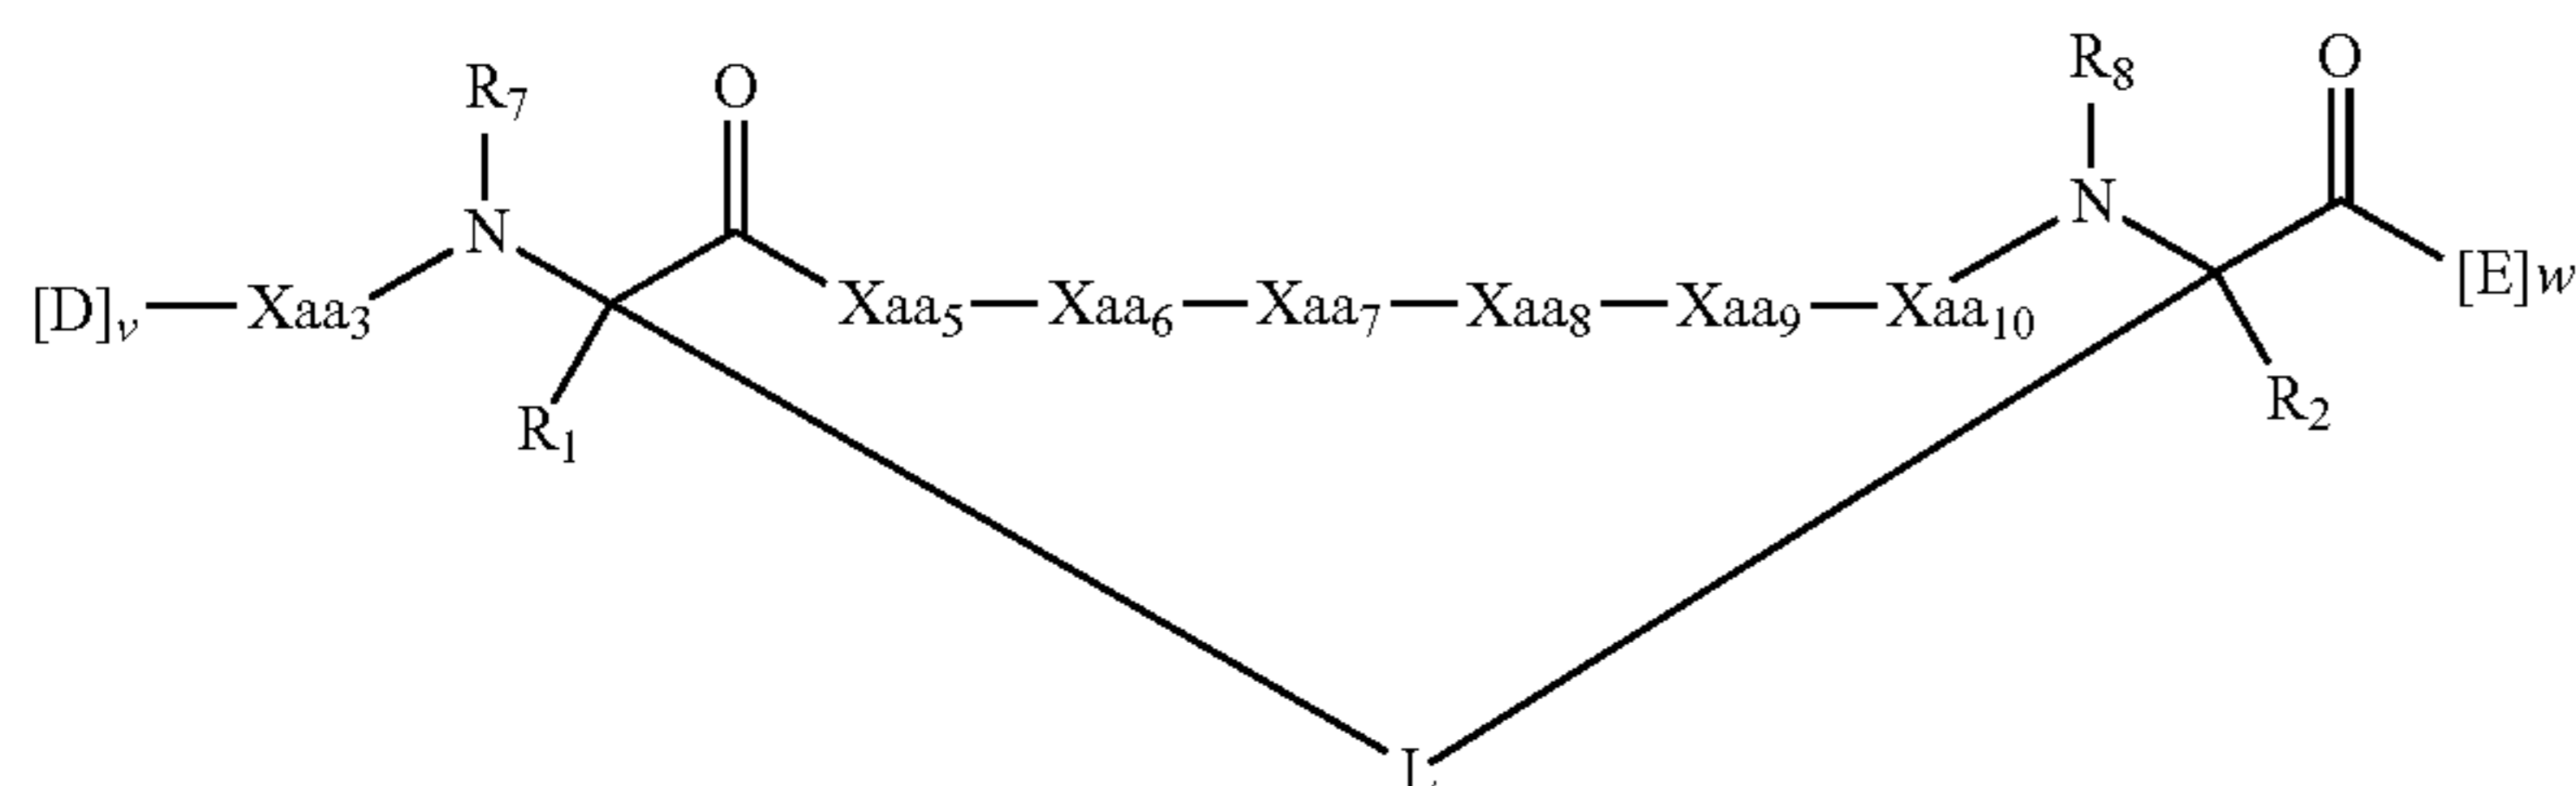 R₈ O
R₇ O
N
N
[D]ᵥ—Xaa₃ Xaa₅—Xaa₆—Xaa₇—Xaa₈—Xaa₉—Xaa₁₀ [E]w
R₁ R₂
L